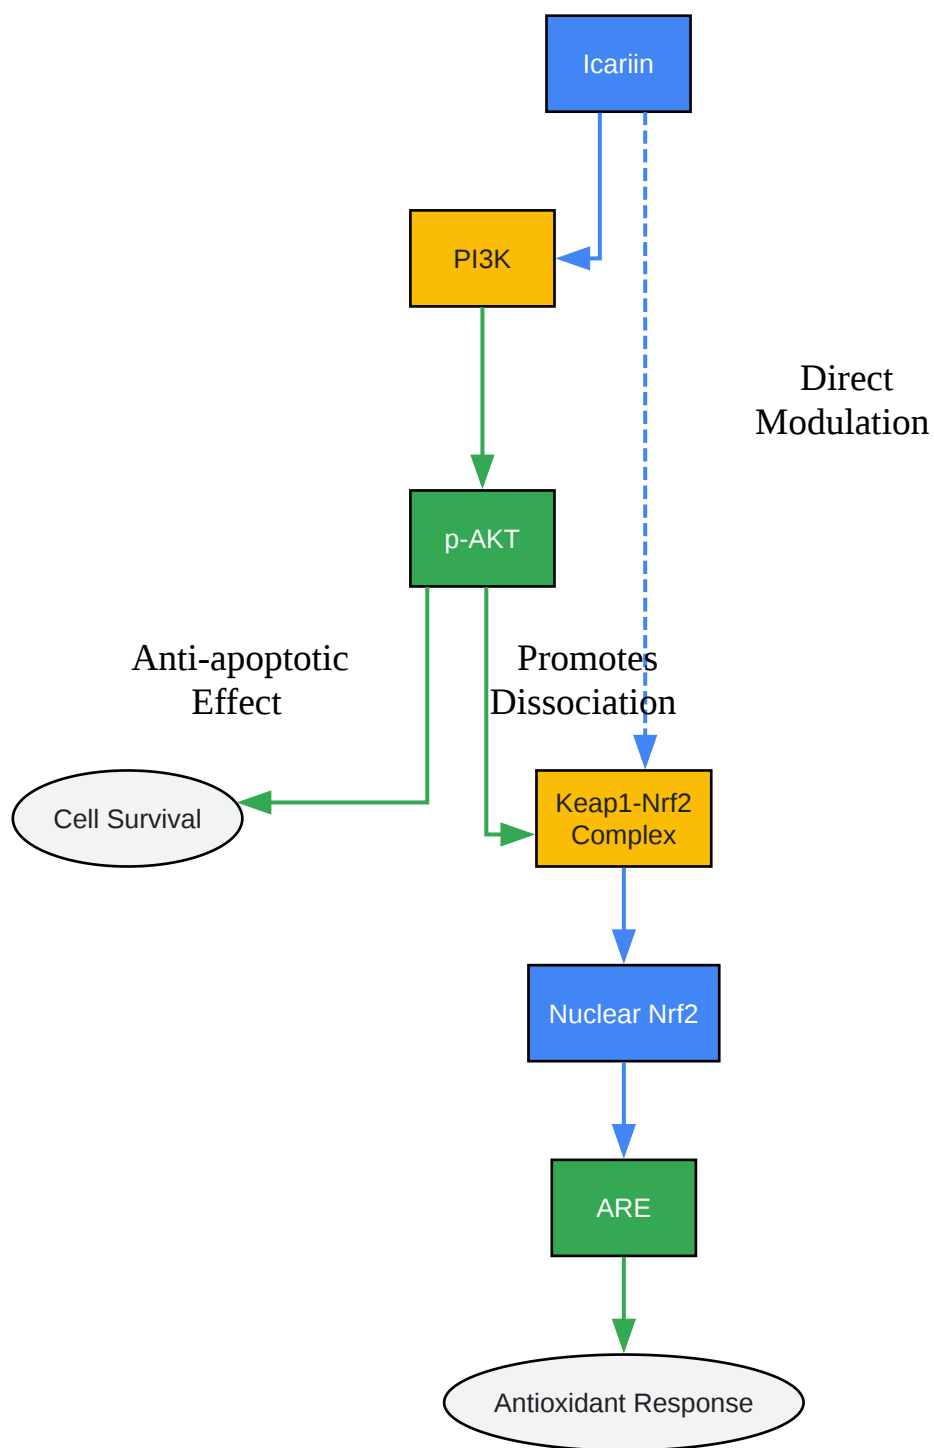 Icariin
PI3K
Direct
Modulation
p-AKT
Anti-apoptotic
Effect
Promotes
Dissociation
Cell Survival
Keap1-Nrf2
Complex
Nuclear Nrf2
ARE
Antioxidant Response